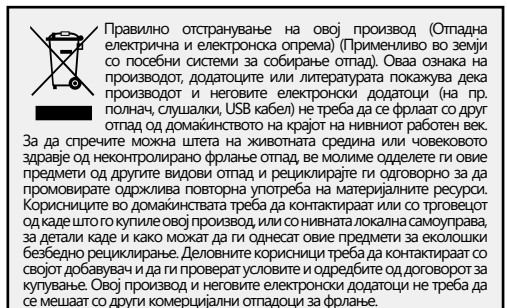 Правилно отстранување на овој производ (Отпадна
електрична и електронска опрема) (Применливо во земји
со посебни системи за собирање отпад). Оваа ознака на
производот, додатоците или литературата покажува дека
производот и неговите електронски додатоци (на пр.
полнач, слушалки, USB кабел) не треба да се фрлаат со друг
отпад од домаќинството на крајот на нивниот работен век.
За да спречите можна штета на животната средина или човековото
здравје од неконтролирано фрлање отпад, ве молиме одделете ги овие
предмети од другите видови отпад и рециклирајте ги одговорно за да
промовирате одржлива повторна употреба на материјалните ресурси.
Корисниците во домаќинствата треба да контактираат или со трговецот
од каде што го купиле овој производ, или со нивната локална самоуправа,
за детали каде и како можат да ги однесат овие предмети за еколошки
безбедно рециклирање. Деловните корисници треба да контактираат со
својот добавувач и да ги проверат условите и одредбите од договорот за
купување. Овој производ и неговите електронски додатоци не треба да
се мешаат со други комерцијални отпадоци за фрлање.